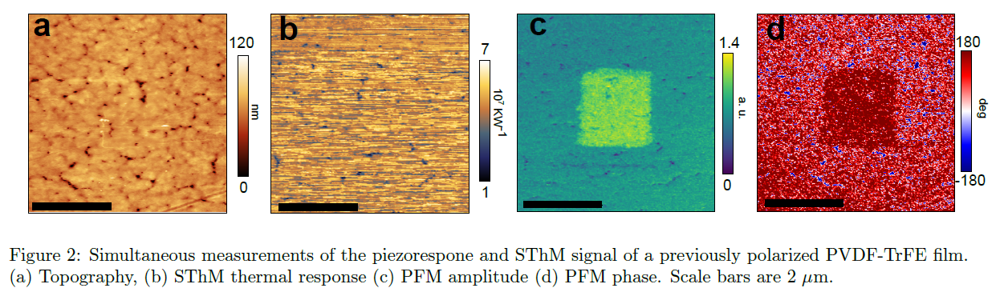 a
120
nm
0
b
7
10⁷ KW⁻¹
1
c
1.4
a. u.
0
d
180
deg
-180
Figure 2: Simultaneous measurements of the piezorespone and SThM signal of a previously polarized PVDF-TrFE film.
(a) Topography, (b) SThM thermal response (c) PFM amplitude (d) PFM phase. Scale bars are 2 μm.